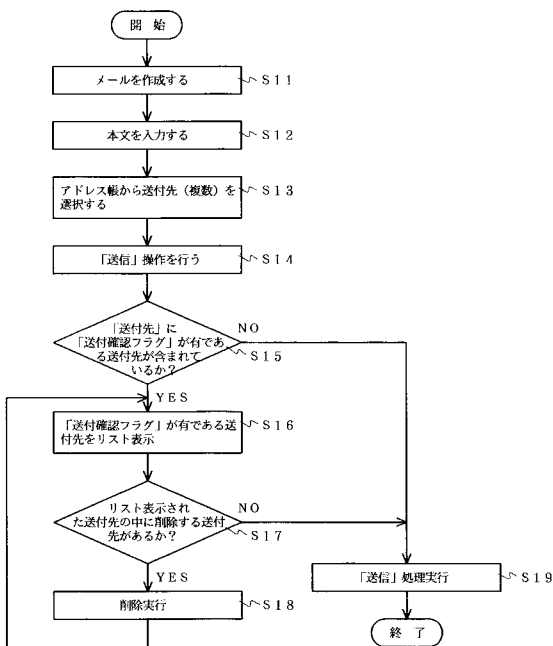 開 始
メールを作成する
S11
本文を入力する
S12
アドレス帳から送付先（複数）を
選択する
S13
「送信」操作を行う
S14
「送付先」に
「送付確認フラグ」が有であ
る送付先が含まれて
いるか？
NO
S15
YES
「送付確認フラグ」が有である送
付先をリスト表示
S16
リスト表示され
た送付先の中に削除する送付
先があるか？
NO
S17
YES
削除実行
S18
「送信」処理実行
S19
終 了